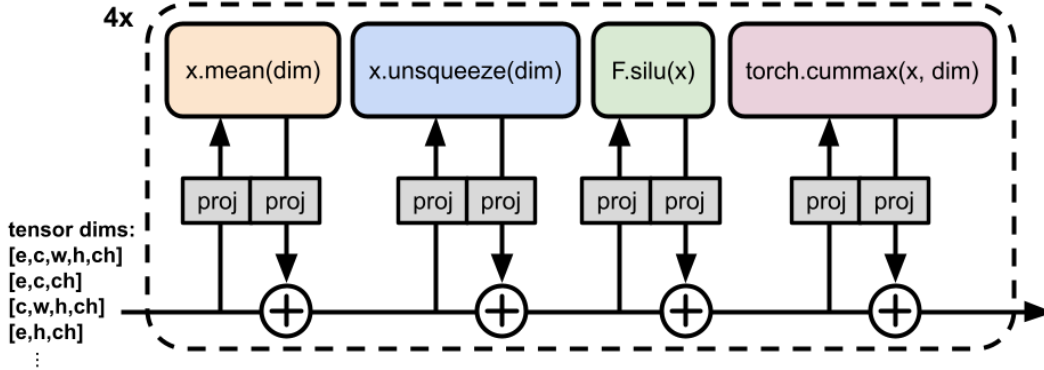 4x
x.mean(dim)
x.unsqueeze(dim)
F.silu(x)
torch.cummax(x, dim)
proj proj
proj proj
proj proj
proj proj
tensor dims:
[e,c,w,h,ch]
[e,c,ch]
[c,w,h,ch]
[e,h,ch]
⋮